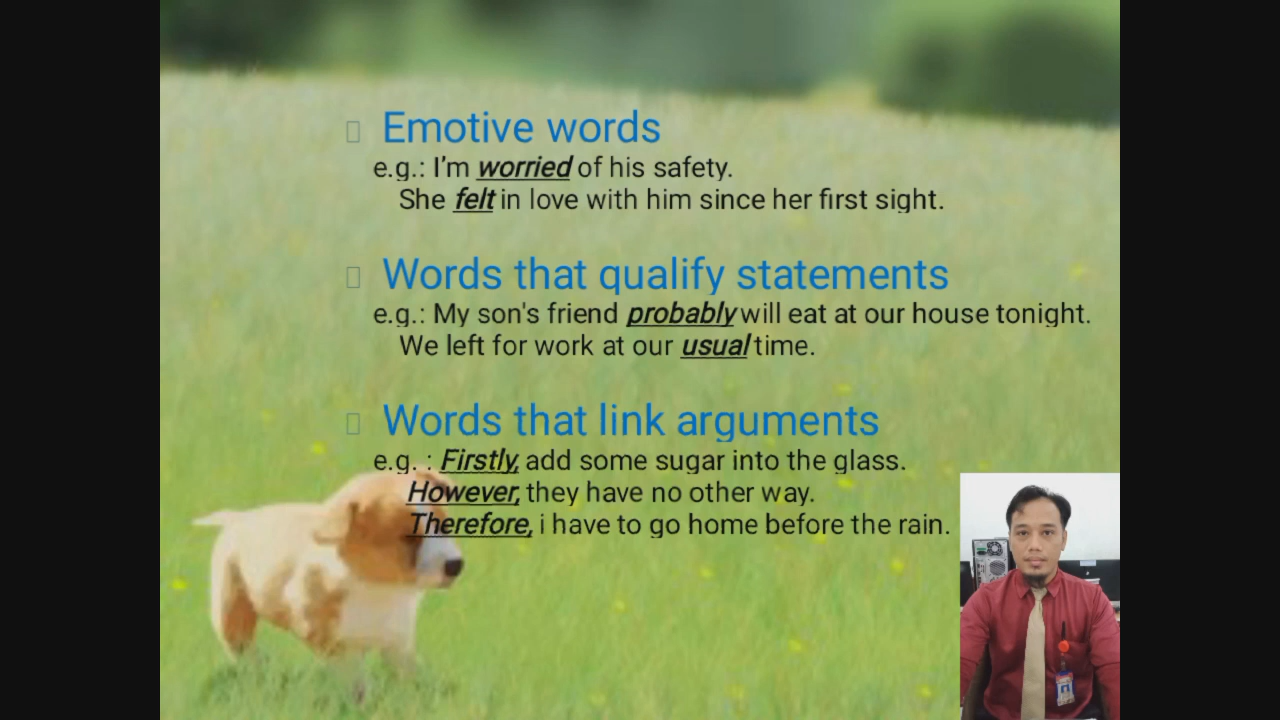 Emotive words
e.g.: I'm worried of his safety.
She felt in love with him since her first sight.
Words that qualify statements
e.g.: My son's friend probably will eat at our house tonight.
We left for work at our usual time.
Words that link arguments
e.g. : Firstly, add some sugar into the glass.
However, they have no other way.
Therefore, i have to go home before the rain.